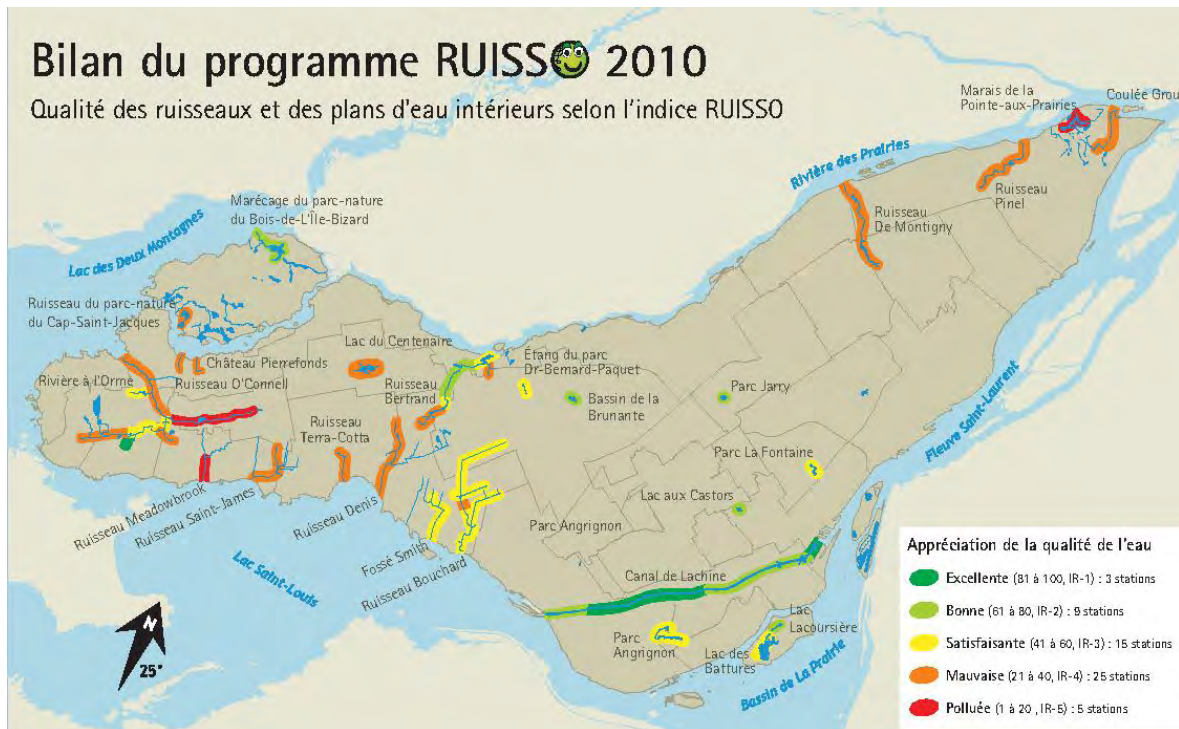 Bilan du programme RUISSO 2010
Qualité des ruisseaux et des plans d'eau intérieurs selon l'indice RUISSO
Marais de la
Pointe-aux-Prairies
Coulée Grou
Rivière des Prairies
Ruisseau
Pinel
Ruisseau
De Montigny
Marécage du parc-nature
du Bois-de-L'Île-Bizard
Lac des Deux Montagnes
Ruisseau du parc-nature
du Cap-Saint-Jacques
Lac du Centenaire
Château Pierrefonds
Rivière à l'Orme
Ruisseau O'Connell
Ruisseau
Bertrand
Étang du parc
Dr-Bernard-Paquet
Bassin de la
Brunante
Parc Jarry
Fleuve Saint-Laurent
Ruisseau
Terra-Cotta
Parc La Fontaine
Lac aux Castors
Ruisseau Meadowbrook
Ruisseau Saint-James
Ruisseau Denis
Fossé Smith
Ruisseau Bouchard
Parc Angrignon
Lac Saint-Louis
Canal de Lachine
Lac
Lacoursière
Parc
Angrignon
Lac des
Battures
Bassin de La Prairie
N
25°
Appréciation de la qualité de l'eau
Excellente (81 à 100, IR-1) : 3 stations
Bonne (61 à 80, IR-2) : 9 stations
Satisfaisante (41 à 60, IR-3) : 15 stations
Mauvaise (21 à 40, IR-4) : 25 stations
Polluée (1 à 20 , IR-5) : 5 stations